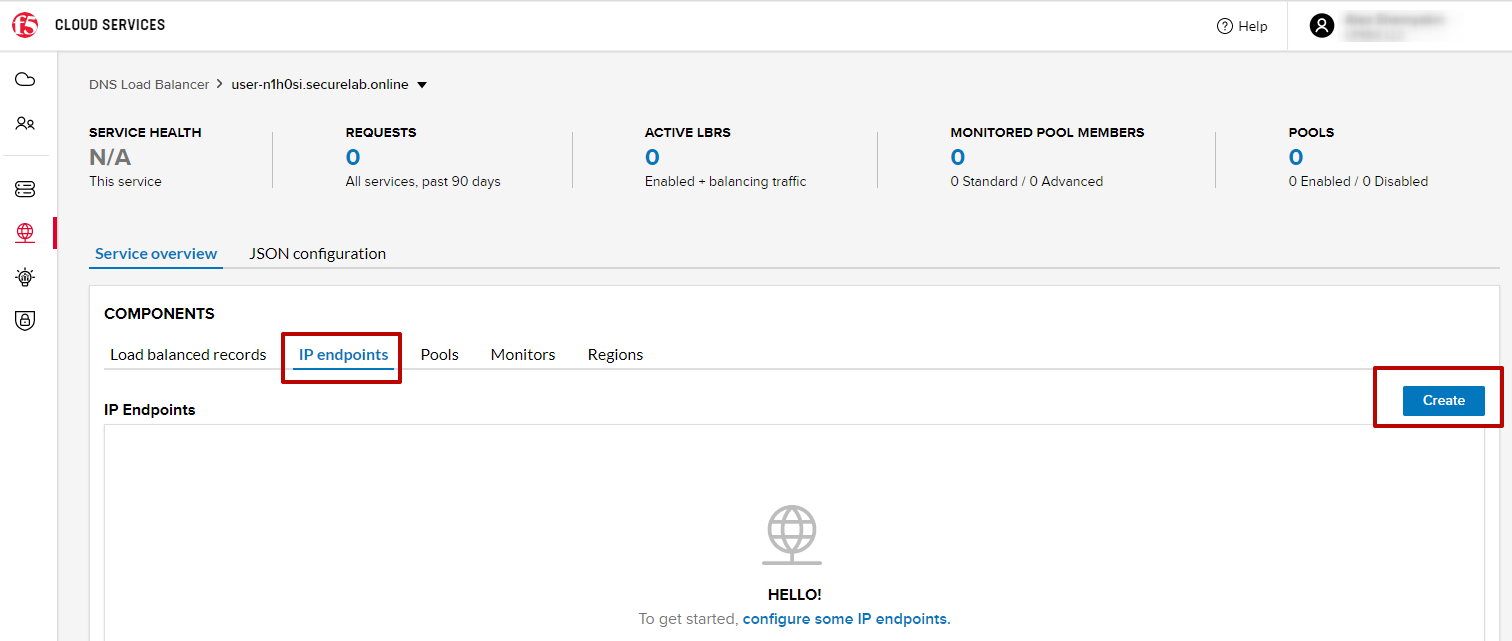 f5 CLOUD SERVICES
Help
DNS Load Balancer > user-n1h0si.securelab.online
SERVICE HEALTH REQUESTS ACTIVE LBRS MONITORED POOL MEMBERS POOLS
N/A 0 0 0 0
This service All services, past 90 days Enabled + balancing traffic 0 Standard / 0 Advanced 0 Enabled / 0 Disabled
Service overview JSON configuration
COMPONENTS
Load balanced records IP endpoints Pools Monitors Regions
Create
IP Endpoints
HELLO!
To get started, configure some IP endpoints.